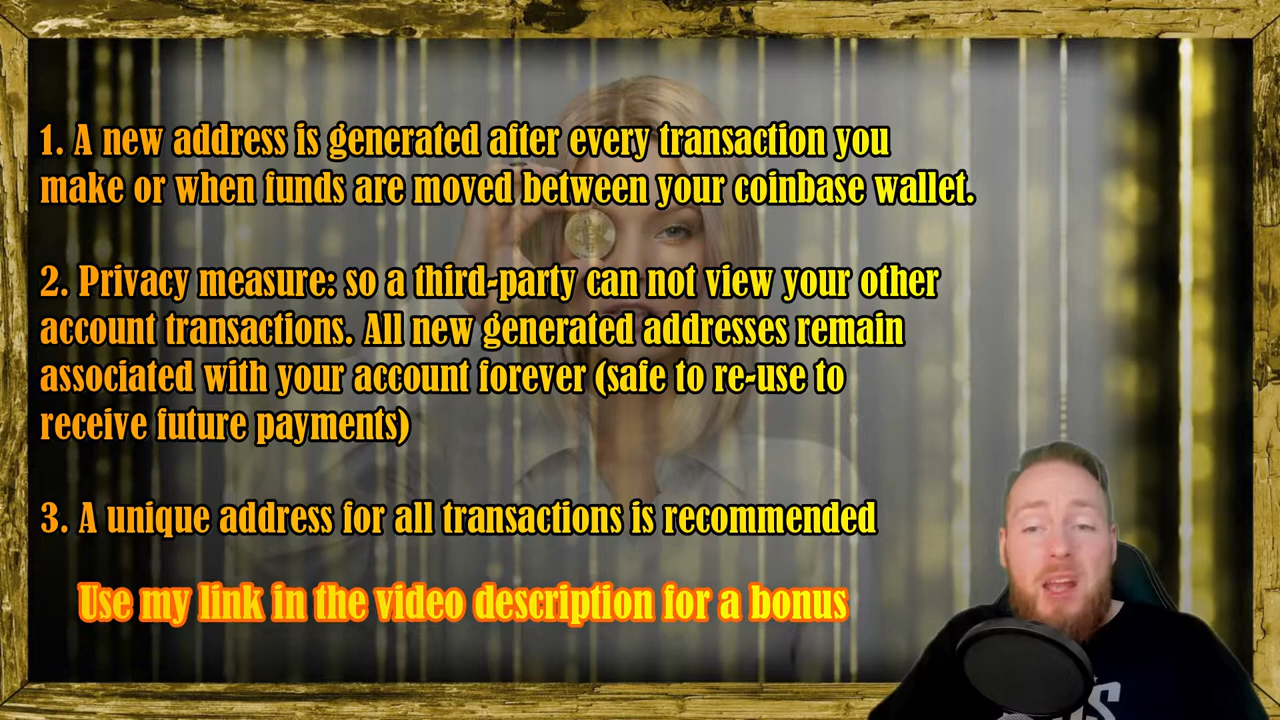 1. A new address is generated after every transaction you
make or when funds are moved between your coinbase wallet.
2. Privacy measure: so a third-party can not view your other
account transactions. All new generated addresses remain
associated with your account forever (safe to re-use to
receive future payments)
3. A unique address for all transactions is recommended
Use my link in the video description for a bonus